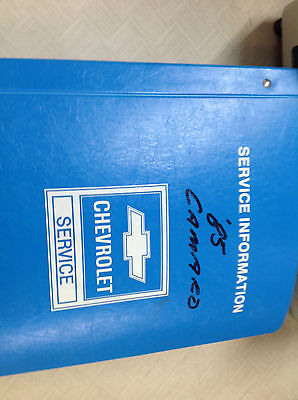 SERVICE INFORMATION
'85
CAMARO
CHEVROLET
SERVICE